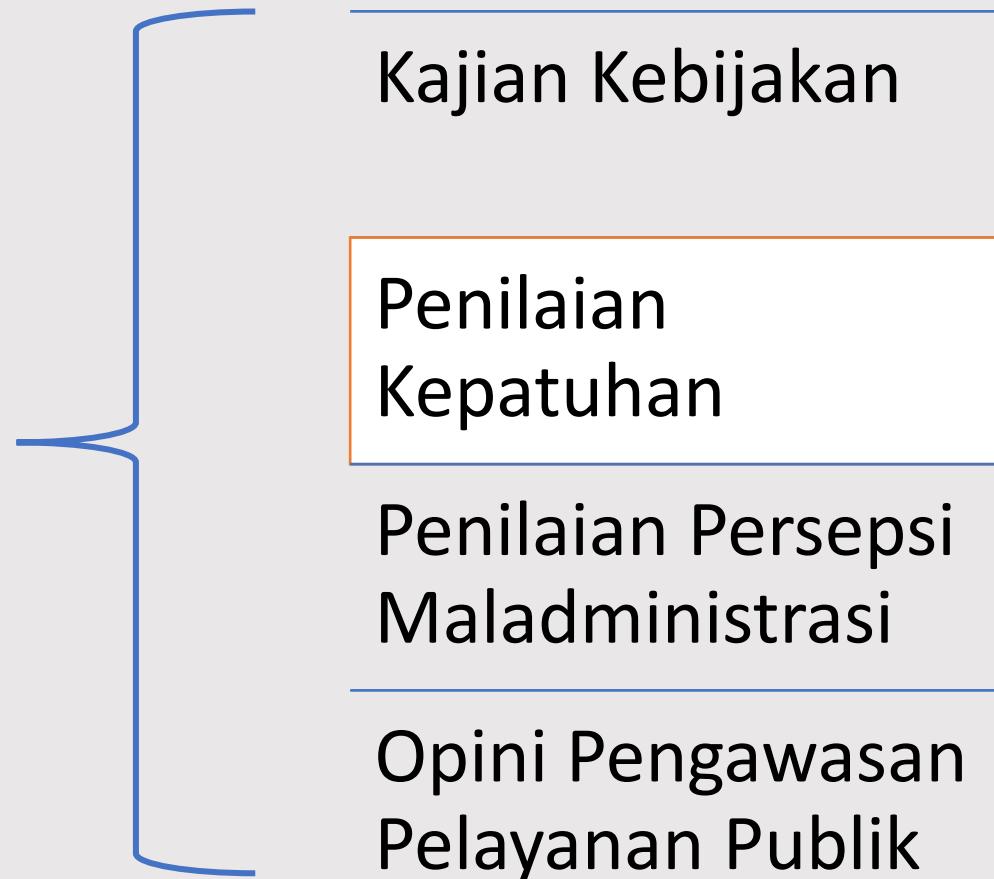 Kajian Kebijakan
Penilaian
Kepatuhan
Penilaian Persepsi
Maladministrasi
Opini Pengawasan
Pelayanan Publik